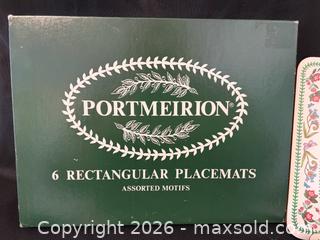 PORTMEIRION®
6 RECTANGULAR PLACEMATS
ASSORTED MOTIFS
Copyright 2026 - maxsold.com